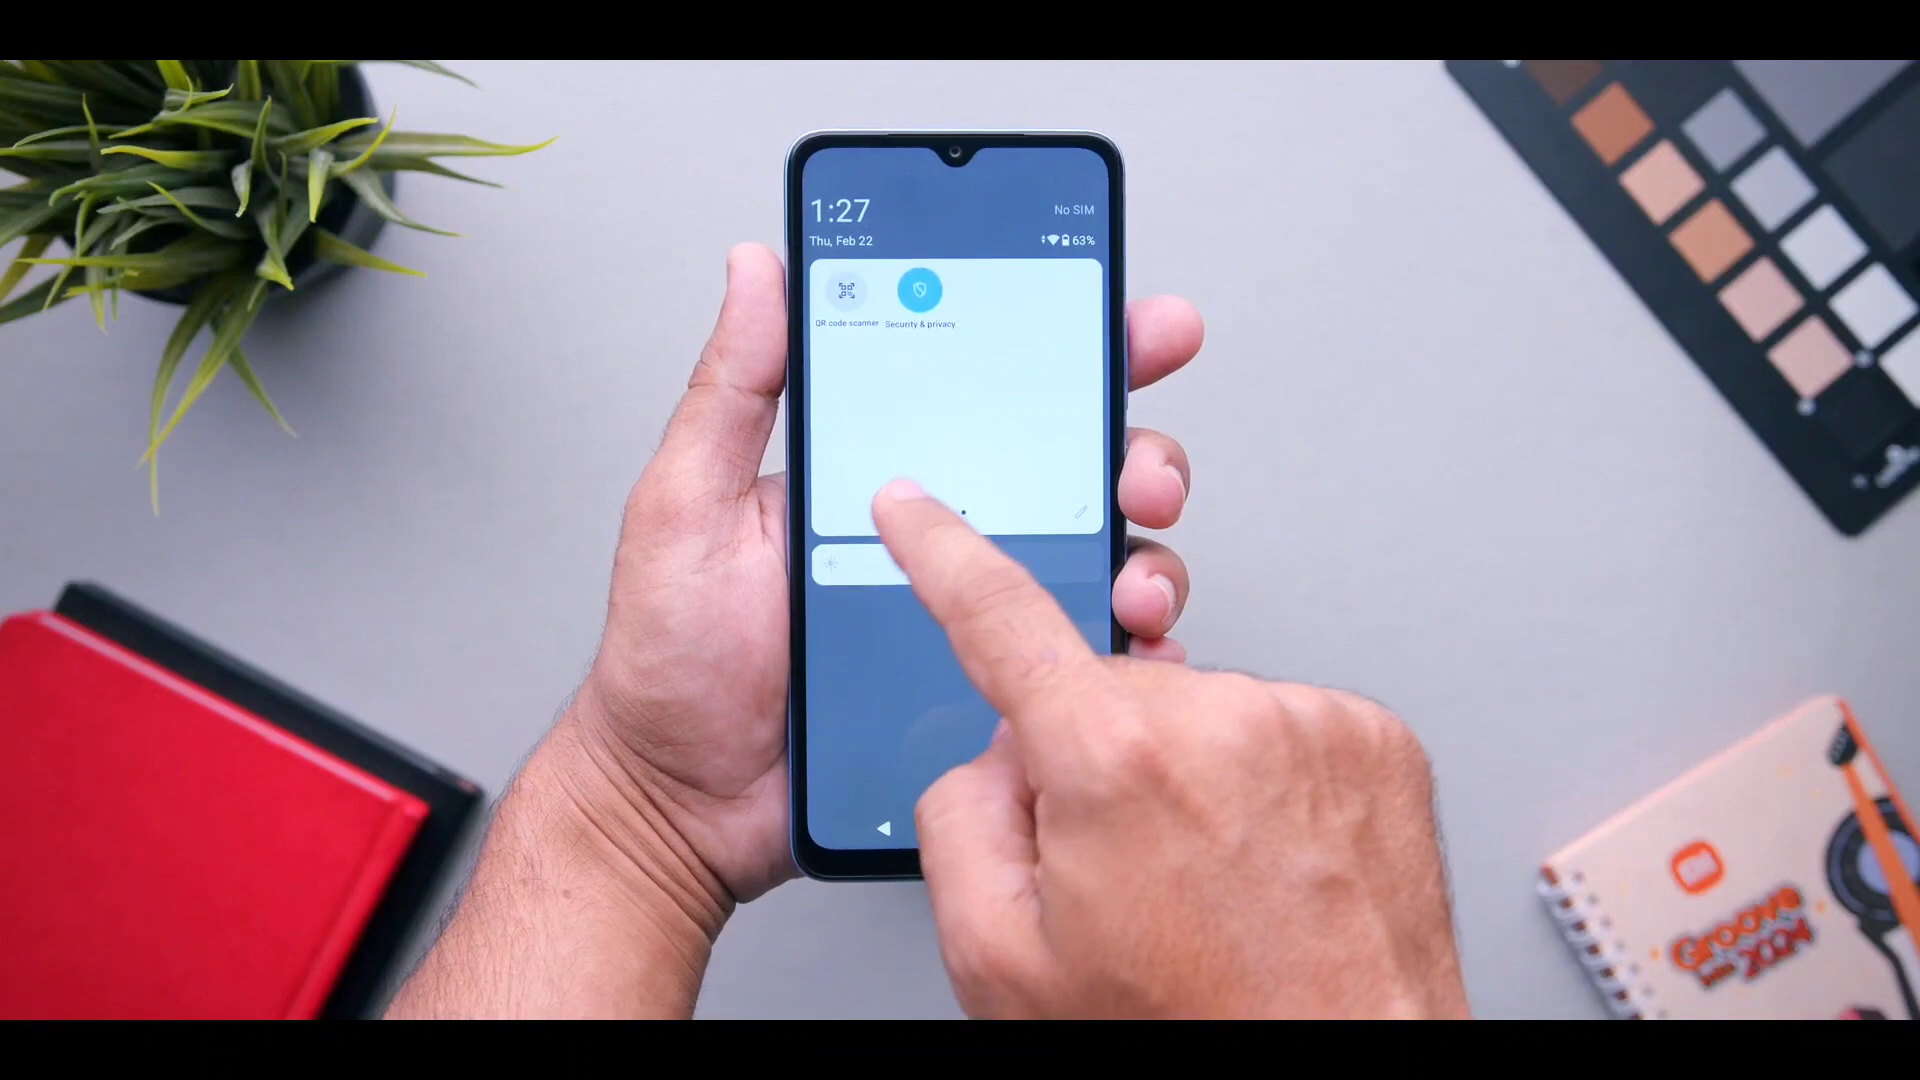 1:27
No SIM
Thu, Feb 22
63%
QR code scanner
Security & privacy
Groove
2024